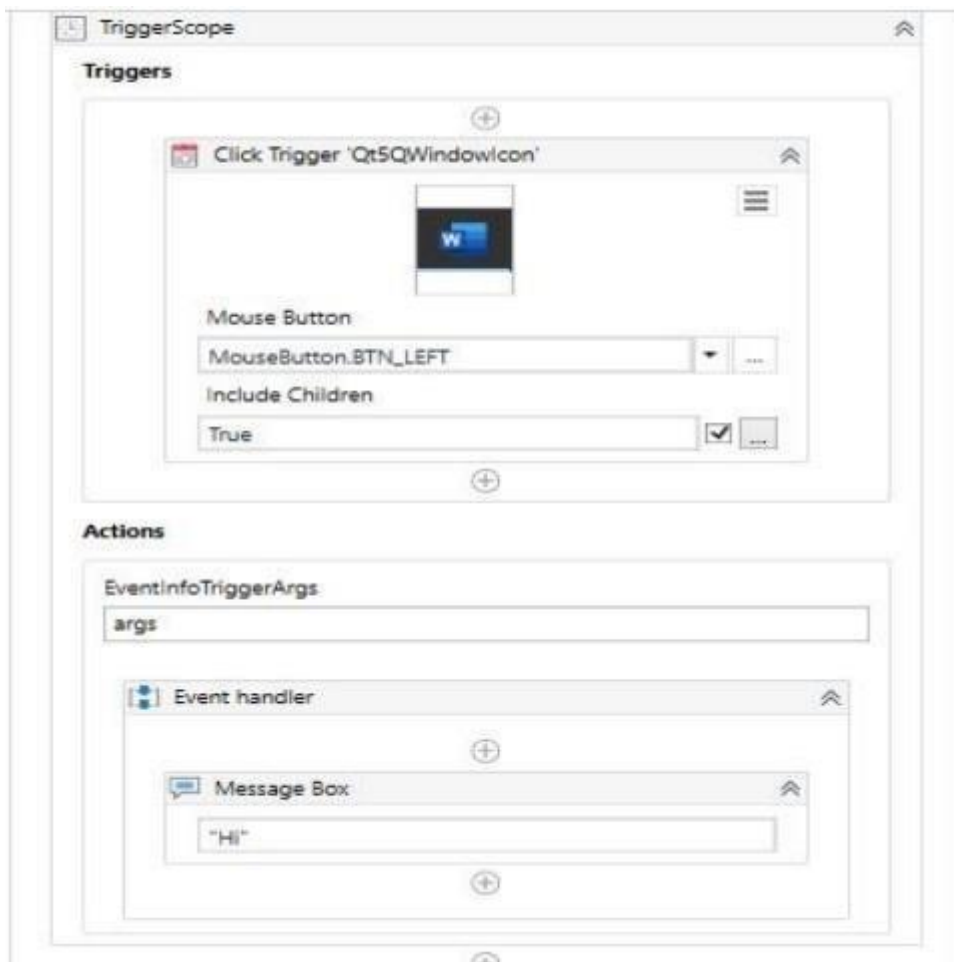 TriggerScope
Triggers
Click Trigger 'Qt5QWindowIcon'
W
Mouse Button
MouseButton.BTN_LEFT
...
Include Children
True
...
Actions
EventInfoTriggerArgs
args
Event handler
Message Box
"Hi"